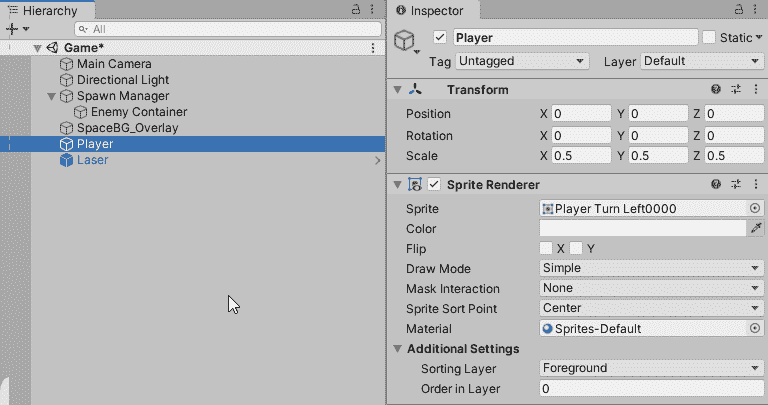 Hierarchy
All
Game*
Main Camera
Directional Light
Spawn Manager
Enemy Container
SpaceBG_Overlay
Player
Laser
Inspector
Player Static
Tag Untagged Layer Default
Transform
Position X 0 Y 0 Z 0
Rotation X 0 Y 0 Z 0
Scale X 0.5 Y 0.5 Z 0.5
Sprite Renderer
Sprite Player Turn Left0000
Color
Flip X Y
Draw Mode Simple
Mask Interaction None
Sprite Sort Point Center
Material Sprites-Default
Additional Settings
Sorting Layer Foreground
Order in Layer 0